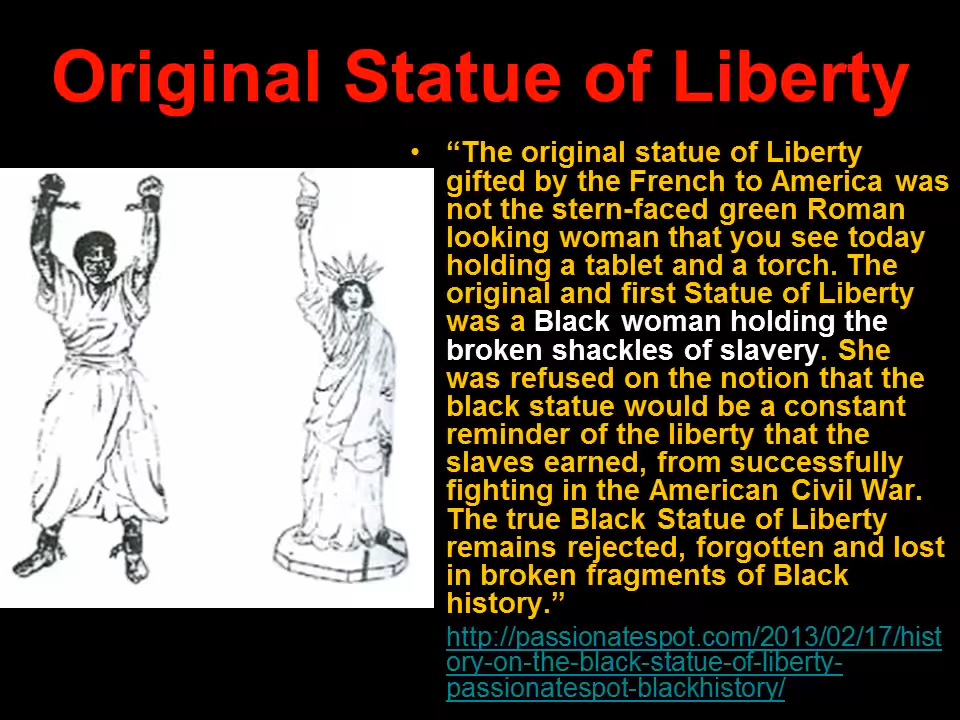 Original Statue of Liberty
• “The original statue of Liberty
gifted by the French to America was
not the stern-faced green Roman
looking woman that you see today
holding a tablet and a torch. The
original and first Statue of Liberty
was a Black woman holding the
broken shackles of slavery. She
was refused on the notion that the
black statue would be a constant
reminder of the liberty that the
slaves earned, from successfully
fighting in the American Civil War.
The true Black Statue of Liberty
remains rejected, forgotten and lost
in broken fragments of Black
history.”
http://passionatespot.com/2013/02/17/hist
ory-on-the-black-statue-of-liberty-
passionatespot-blackhistory/